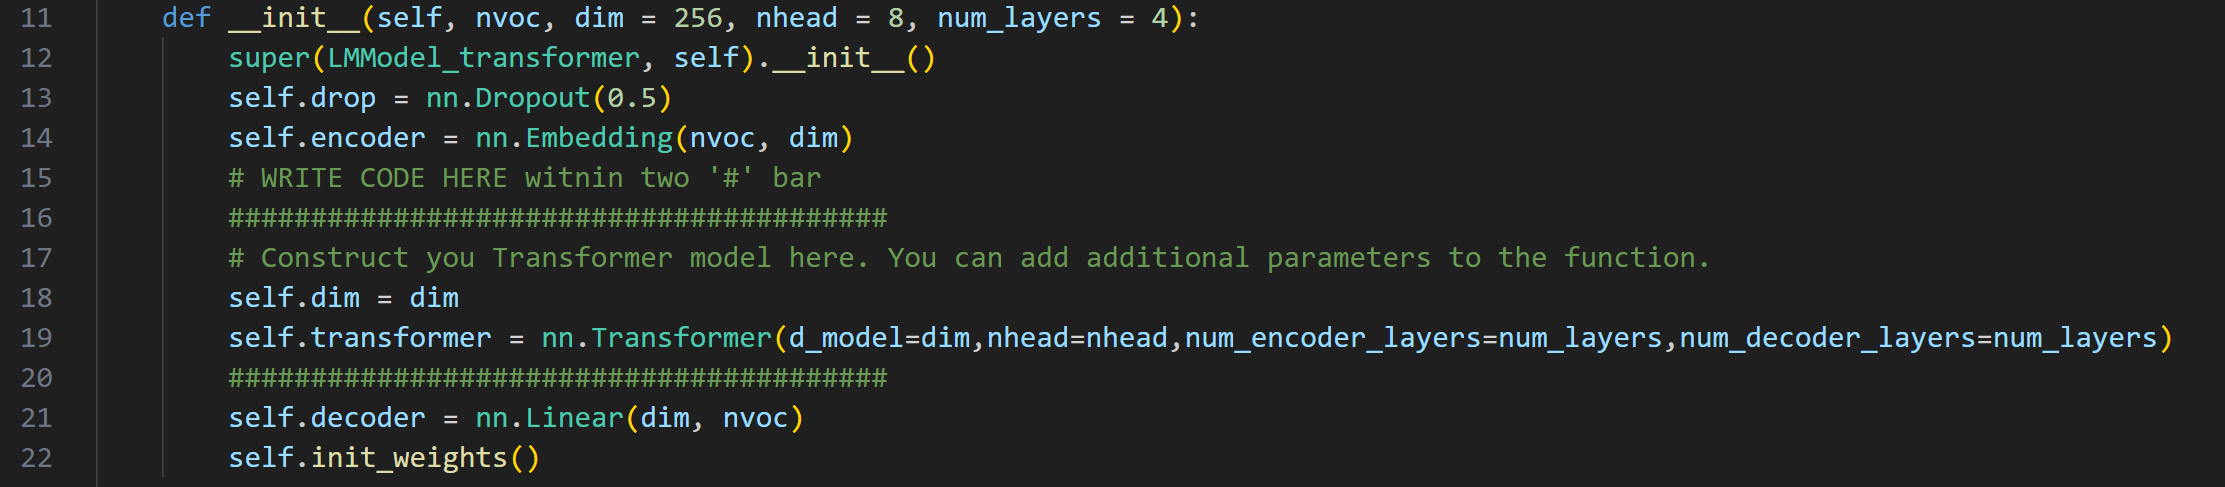 11 def __init__(self, nvoc, dim = 256, nhead = 8, num_layers = 4):
12 super(LMModel_transformer, self).__init__()
13 self.drop = nn.Dropout(0.5)
14 self.encoder = nn.Embedding(nvoc, dim)
15 # WRITE CODE HERE witnin two '#' bar
16 ########################################
17 # Construct you Transformer model here. You can add additional parameters to the function.
18 self.dim = dim
19 self.transformer = nn.Transformer(d_model=dim,nhead=nhead,num_encoder_layers=num_layers,num_decoder_layers=num_layers)
20 ########################################
21 self.decoder = nn.Linear(dim, nvoc)
22 self.init_weights()